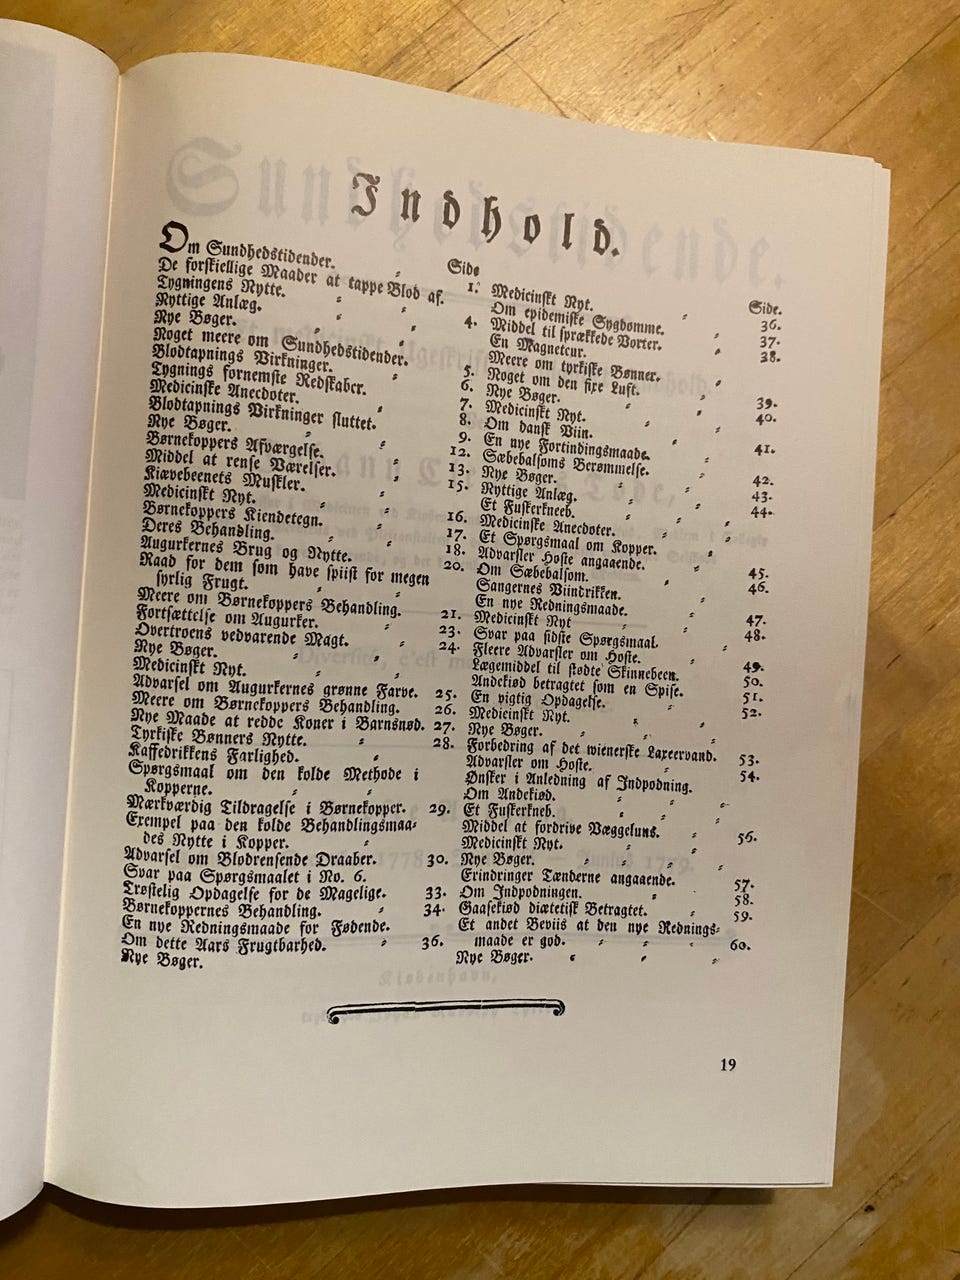 Indhold.
Side
Om Sundhedstidender. 1.
De forskiellige Maader at tappe Blod af.
Tygningens Nytte.
Nyttige Anlæg. 4.
Nye Bøger.
Noget meere om Sundhedstidender.
Blodtapnings Virkninger. 5.
Tygnings fornemste Redskaber. 6.
Medicinske Anecdoter. 7.
Blodtapnings Virkninger sluttet. 8.
Nye Bøger. 9.
Børnekoppers Afværgelse. 12.
Middel at rense Værelser. 13.
Kiævebeenets Muskler. 15.
Medicinskt Nyt.
Børnekoppers Kiendetegn. 16.
Deres Behandling. 17.
Augurkernes Brug og Nytte. 18.
Raad for dem som have spiist for megen 20.
syrlig Frugt.
Meere om Børnekoppers Behandling. 21.
Fortsættelse om Augurker. 23.
Overtroens vedvarende Magt. 24.
Nye Bøger.
Medicinskt Nyt.
Advarsel om Augurkernes grønne Farve. 25.
Meere om Børnekoppers Behandling. 26.
Nye Maade at redde Koner i Barnsnød. 27.
Tyrkiske Bønners Nytte. 28.
Kaffedrikkens Farlighed.
Spørgsmaal om den kolde Methode i
Kopperne.
Mærkværdig Tildragelse i Børnekopper. 29.
Exempel paa den kolde Behandlingsmaa-
des Nytte i Kopper.
Advarsel om Blodrensende Draaber. 30.
Svar paa Spørgsmaalet i No. 6.
Trøstelig Opdagelse for de Magelige. 33.
Børnekoppernes Behandling. 34.
En nye Redningsmaade for Fødende.
Om dette Aars Frugtbarhed. 36.
Nye Bøger.
Side.
Medicinskt Nyt. 36.
Om epidemiske Sygdomme. 37.
Middel til sprækkede Vorter. 38.
En Magnetcur.
Meere om tyrkiske Bønner.
Noget om den fixe Luft. 39.
Nye Bøger. 40.
Medicinskt Nyt.
Om dansk Viin. 41.
En nye Fortindingsmaade.
Sæbebalsoms Berømmelse. 42.
Nye Bøger. 43.
Nyttige Anlæg. 44.
Et Fuskerkneeb.
Medicinske Anecdoter.
Et Spørgsmaal om Kopper.
Advarsler Hoste angaaende. 45.
Om Sæbebalsom. 46.
Sangernes Viindrikken.
En nye Redningsmaade. 47.
Medicinskt Nyt 48.
Svar paa sidste Spørgsmaal.
Fleere Advarsler om Hoste. 49.
Lægemiddel til stødte Skinnebeen. 50.
Andekiød betragtet som en Spise. 51.
En vigtig Opdagelse. 52.
Medicinskt Nyt.
Nye Bøger.
Forbedring af det wienerske Laxeervand. 53.
Advarsler om Hoste. 54.
Ønsker i Anledning af Indpodning.
Om Andekiød.
Et Fuskerkneb.
Middel at fordrive Væggeluus. 56.
Medicinskt Nyt.
Nye Bøger.
Erindringer Tænderne angaaende. 57.
Om Indpodningen. 58.
Gaasekiød diætetisk Betragtet. 59.
Et andet Beviis at den nye Rednings-
maade er god. 60.
Nye Bøger.
19